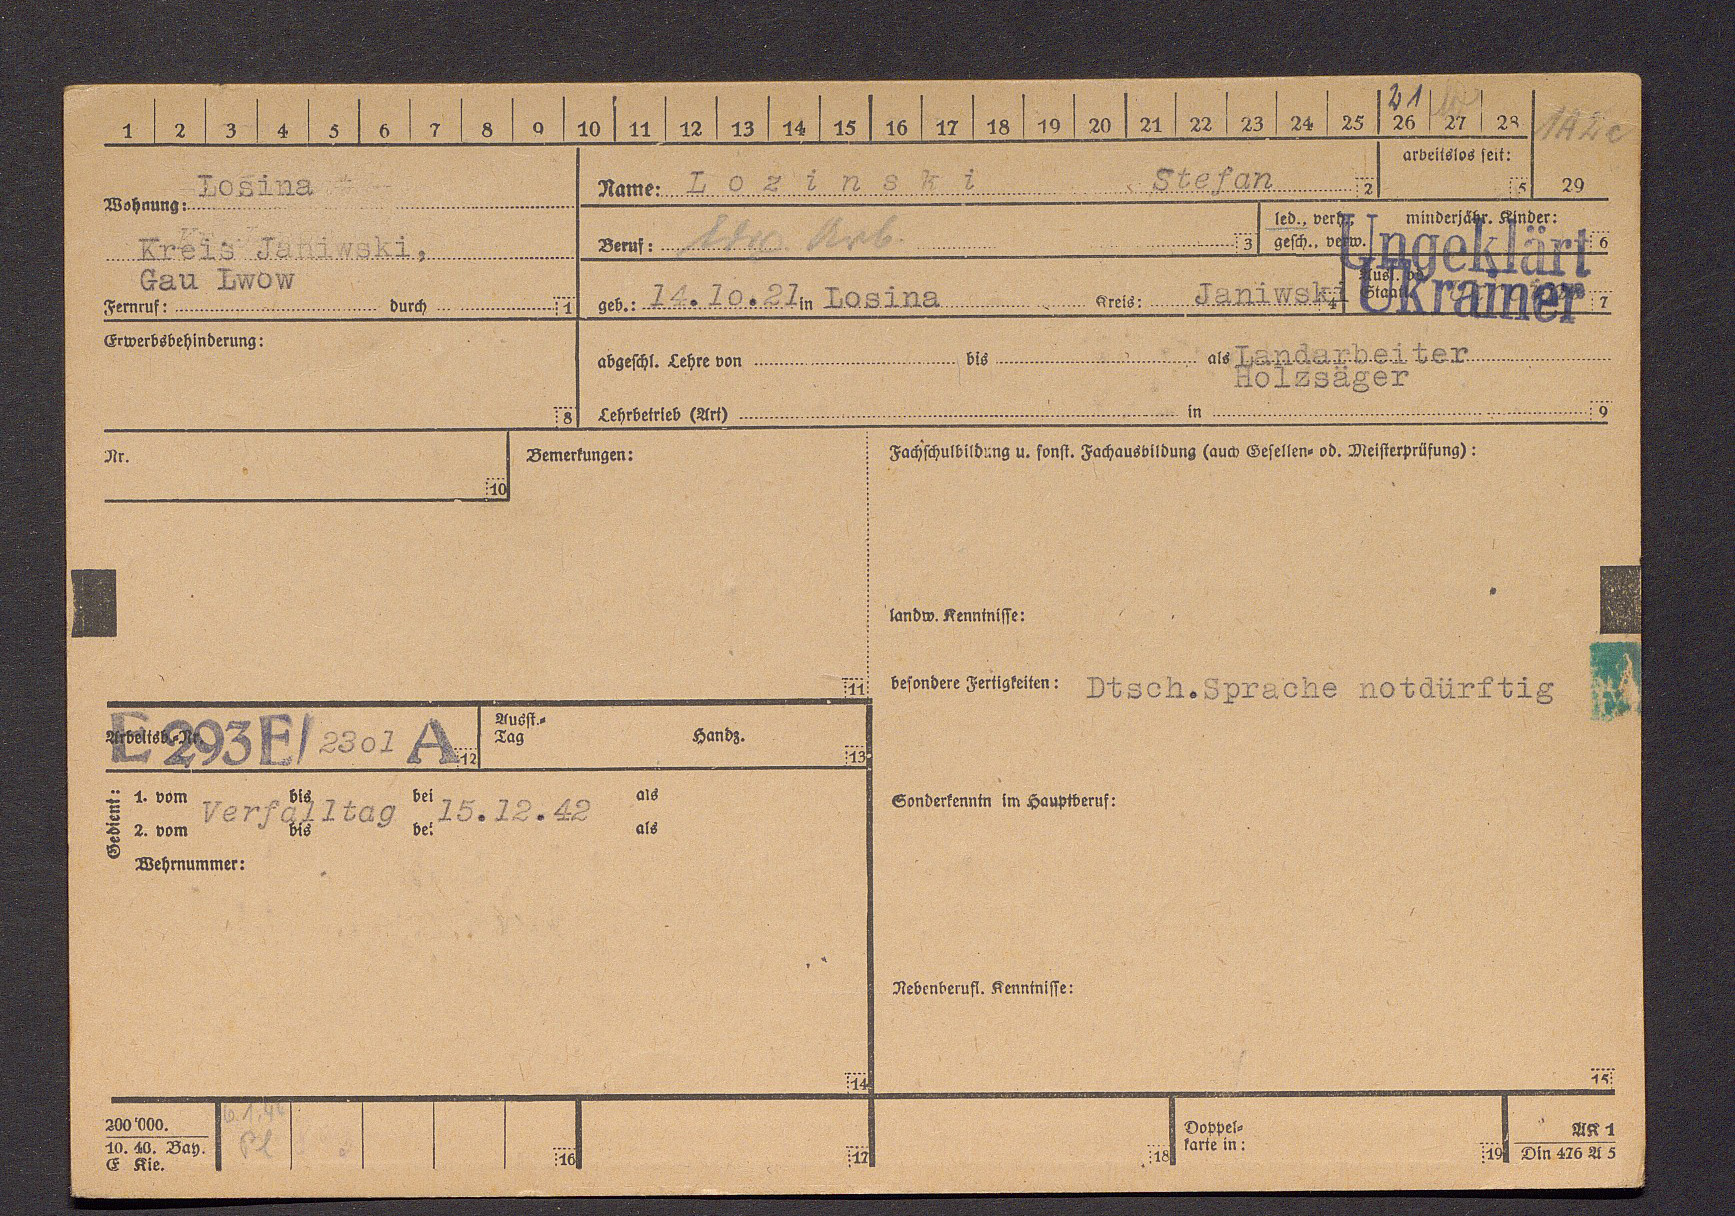 1 2 3 4 5 6 7 8 9 10 11 12 13 14 15 16 17 18 19 20 21 22 23 24 25 26 27 28
21
1A2c
arbeitslos seit:
5
29
Wohnung: Losina
Kreis Janiwski,
Gau Lwow
Fernruf: durch 1
Name: Lozinski Stefan 2
Beruf: Arb. 3
led., verh., gesch., verw.
minderjähr. Kinder:
6
Ungeklärt
Ukrainer
7
geb.: 14.10.21 in Losina Kreis: Janiwski 4
Erwerbsbehinderung:
8
abgeschl. Lehre von bis als Landarbeiter
Holzsäger
Lehrbetrieb (Art) in 9
Nr.
10
Bemerkungen:
11
Fachschulbildung u. sonst. Fachausbildung (auch Gesellen- od. Meisterprüfung):
landw. Kenntnisse:
besondere Fertigkeiten: Dtsch.Sprache notdürftig
Sonderkenntn im Hauptberuf:
Nebenberufl. Kenntnisse:
15
Arbeitsb.-Nr. E 293E/ 2301 A 12
Ausst.-
Tag Handz.
13
Gedient:
1. vom bis bei als
Verfalltag 15.12.42
2. vom bis bei als
Wehrnummer:
14
200'000.
10. 40. Bay.
E Kie.
Pl
16
17
18
Doppel-
karte in:
19
AK 1
Din 476 A 5